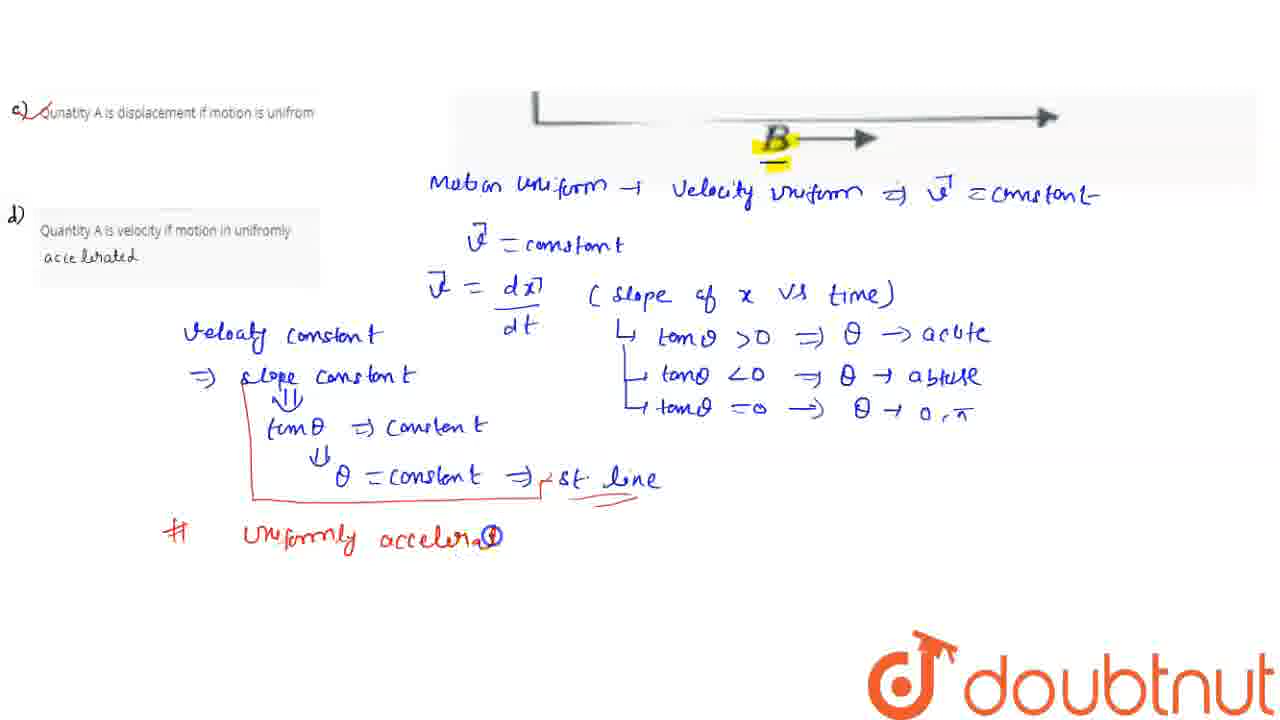 c) Qunatity A is displacement if motion is unifrom
B
Motion uniform → velocity uniform ⇒ v⃗ = constant
d) Quantity A is velocity if motion in unifromly
accelerated
v⃗ = constant
v⃗ = dx⃗/dt (slope of x vs time)
velocity constant
tanθ >0 ⇒ θ → acute
⇒ slope constant
tanθ <0 ⇒ θ → obtuse
tanθ =0 → θ → 0, π
⇓
tanθ ⇒ constant
⇓
θ = constant ⇒ st. line
# Uniformly accelerat
doubtnut